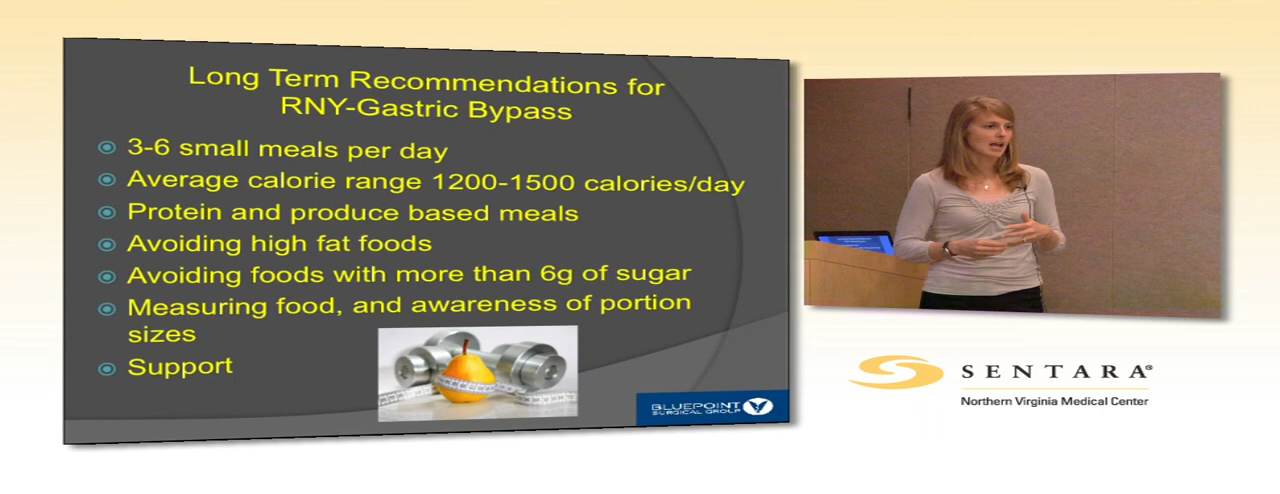 Long Term Recommendations for
RNY-Gastric Bypass
3-6 small meals per day
Average calorie range 1200-1500 calories/day
Protein and produce based meals
Avoiding high fat foods
Avoiding foods with more than 6g of sugar
Measuring food, and awareness of portion
sizes
Support
BLUEPOINT
SURGICAL GROUP
SENTARA®
Northern Virginia Medical Center